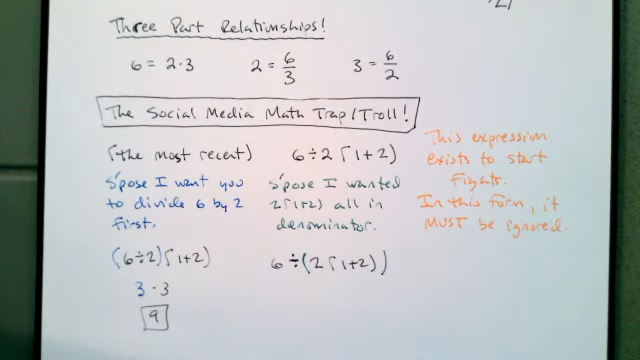 Three Part Relationships!
6 = 2·3 2 = 6/3 3 = 6/2
The Social Media Math Trap/Troll!
(the most recent) 6÷2(1+2)
S'pose I want you
to divide 6 by 2
first.
(6÷2)(1+2)
3·3
9
S'pose I wanted
2(1+2) all in
denominator.
6÷(2(1+2))
This expression
exists to start
fights.
In this form, it
MUST be ignored.